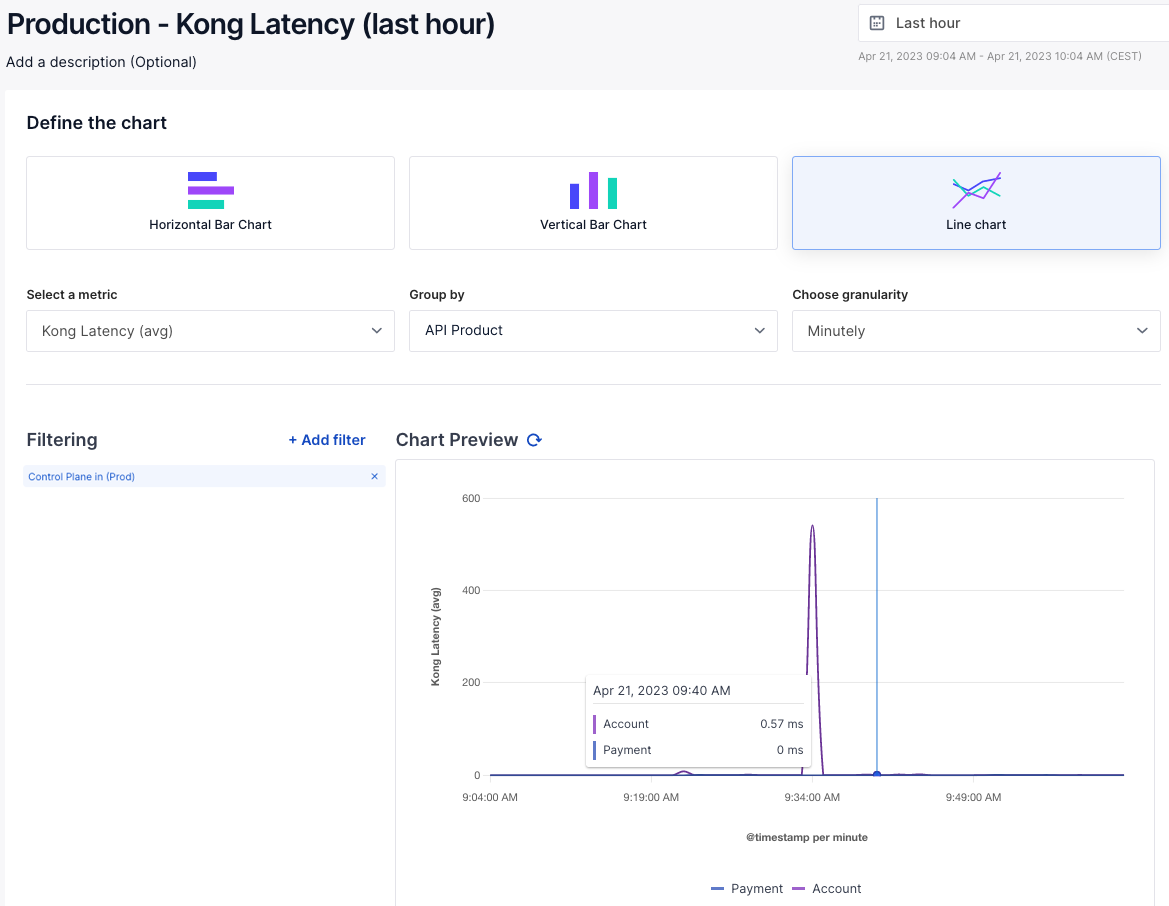 Production - Kong Latency (last hour)
Last hour
Add a description (Optional)
Apr 21, 2023 09:04 AM - Apr 21, 2023 10:04 AM (CEST)
Define the chart
Horizontal Bar Chart
Vertical Bar Chart
Line chart
Select a metric
Group by
Choose granularity
Kong Latency (avg)
API Product
Minutely
Filtering
+ Add filter
Chart Preview
Control Plane in (Prod)
600
400
200
0
Kong Latency (avg)
Apr 21, 2023 09:40 AM
Account 0.57 ms
Payment 0 ms
9:04:00 AM 9:19:00 AM 9:34:00 AM 9:49:00 AM
@timestamp per minute
Payment Account